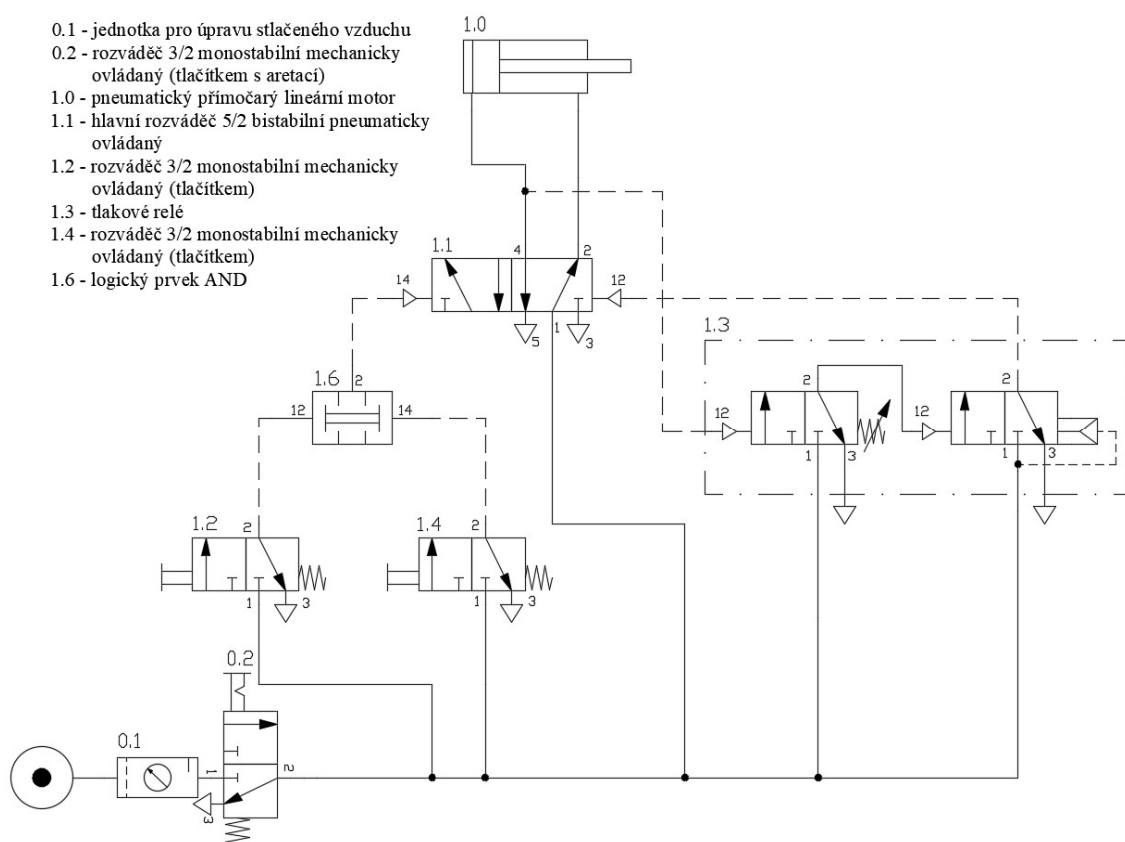 0.1 - jednotka pro úpravu stlačeného vzduchu
0.2 - rozváděč 3/2 monostabilní mechanicky
ovládaný (tlačítkem s aretací)
1.0 - pneumatický přímočarý lineární motor
1.1 - hlavní rozváděč 5/2 bistabilní pneumaticky
ovládaný
1.2 - rozváděč 3/2 monostabilní mechanicky
ovládaný (tlačítkem)
1.3 - tlakové relé
1.4 - rozváděč 3/2 monostabilní mechanicky
ovládaný (tlačítkem)
1.6 - logický prvek AND
1.0
1.1
4
2
14
12
5
1
3
1.3
1.6
2
12
14
2
12
1
3
2
12
1
3
1.2
2
1
3
1.4
2
1
3
0.2
0.1
1
2
3